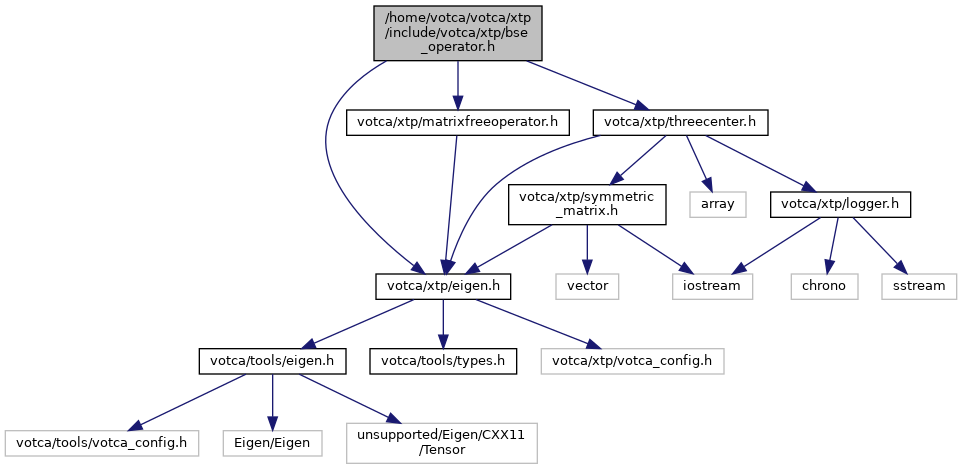 /home/votca/votca/xtp
/include/votca/xtp/bse
_operator.h
votca/xtp/matrixfreeoperator.h
votca/xtp/threecenter.h
votca/xtp/symmetric
_matrix.h
array
votca/xtp/logger.h
votca/xtp/eigen.h
vector
iostream
chrono
sstream
votca/tools/eigen.h
votca/tools/types.h
votca/xtp/votca_config.h
votca/tools/votca_config.h
Eigen/Eigen
unsupported/Eigen/CXX11
/Tensor